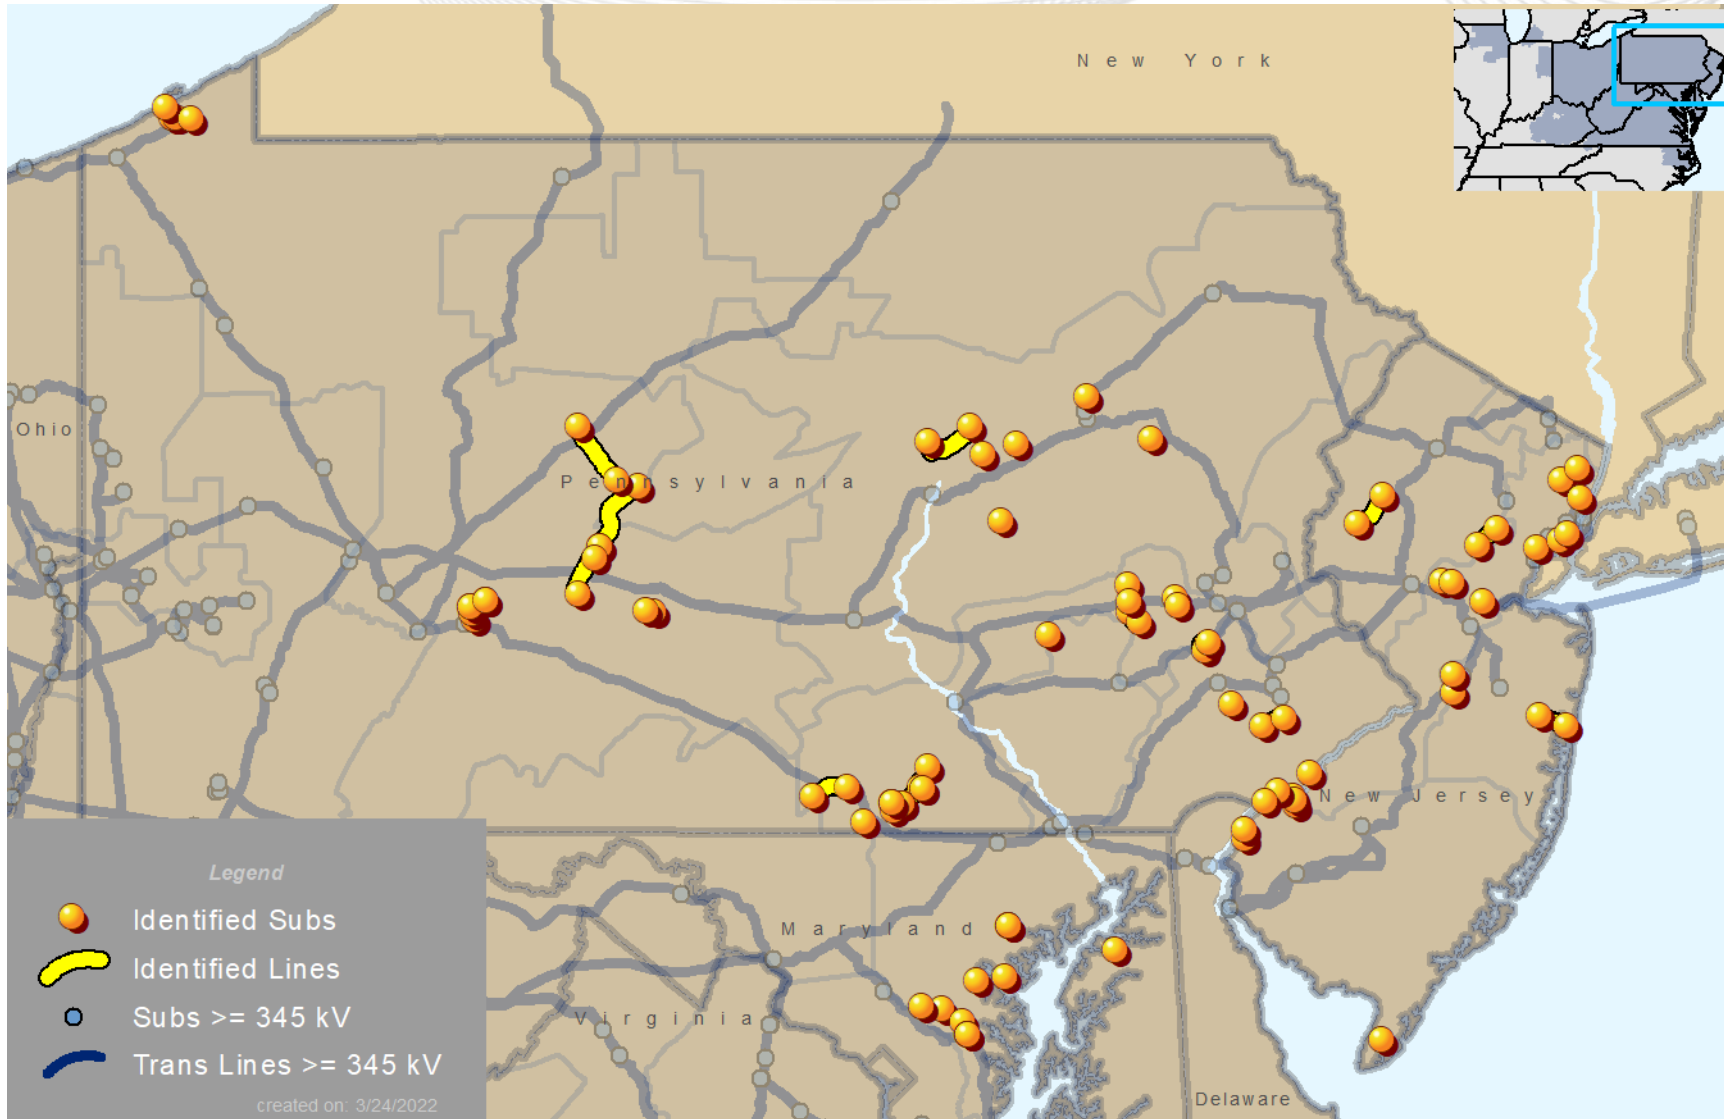 New York
Ohio
Pennsylvania
New Jersey
Maryland
Virginia
Delaware
Legend
Identified Subs
Identified Lines
Subs >= 345 kV
Trans Lines >= 345 kV
created on: 3/24/2022